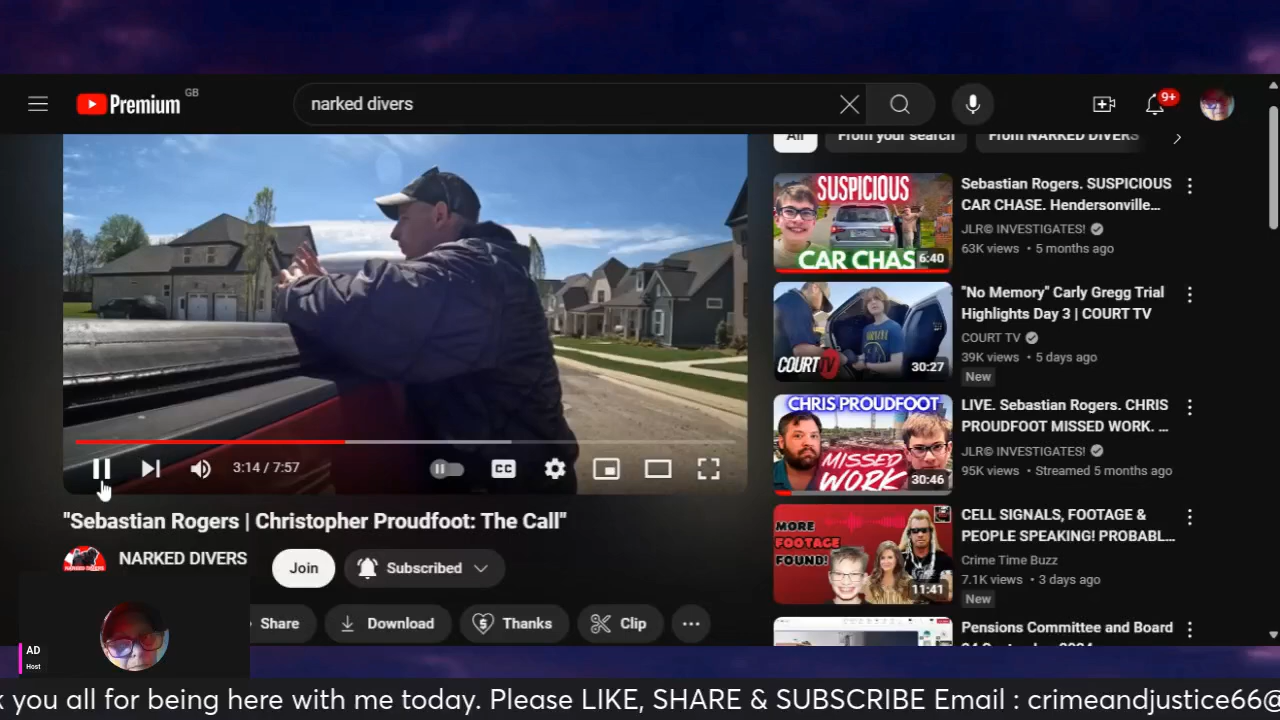 Premium GB
narked divers
9+
All
From your search
From NARKED DIVERS
3:14 / 7:57
CC
"Sebastian Rogers | Christopher Proudfoot: The Call"
NARKED DIVERS
Join
Subscribed
Share
Download
Thanks
Clip
SUSPICIOUS
CAR CHAS
6:40
Sebastian Rogers. SUSPICIOUS
CAR CHASE. Hendersonville...
JLR© INVESTIGATES!
63K views • 5 months ago
COURT TV
30:27
"No Memory" Carly Gregg Trial
Highlights Day 3 | COURT TV
COURT TV
39K views • 5 days ago
New
CHRIS PROUDFOOT
MISSED
WORK
30:46
LIVE. Sebastian Rogers. CHRIS
PROUDFOOT MISSED WORK. ...
JLR© INVESTIGATES!
95K views • Streamed 5 months ago
MORE
FOOTAGE
FOUND!
11:41
CELL SIGNALS, FOOTAGE &
PEOPLE SPEAKING! PROBABL...
Crime Time Buzz
7.1K views • 3 days ago
New
Pensions Committee and Board
AD
Host
k you all for being here with me today. Please LIKE, SHARE & SUBSCRIBE Email : crimeandjustice66@